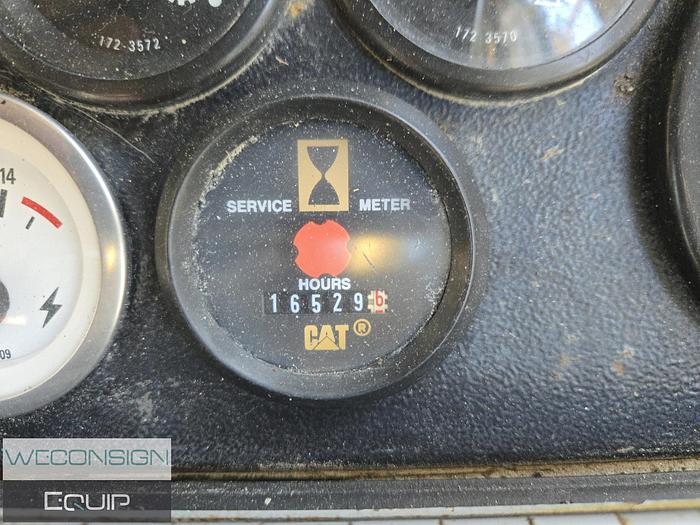 172-3572
172 3570
14
SERVICE METER
HOURS
165296
CAT®
09
WECONSIGN
EQUIP